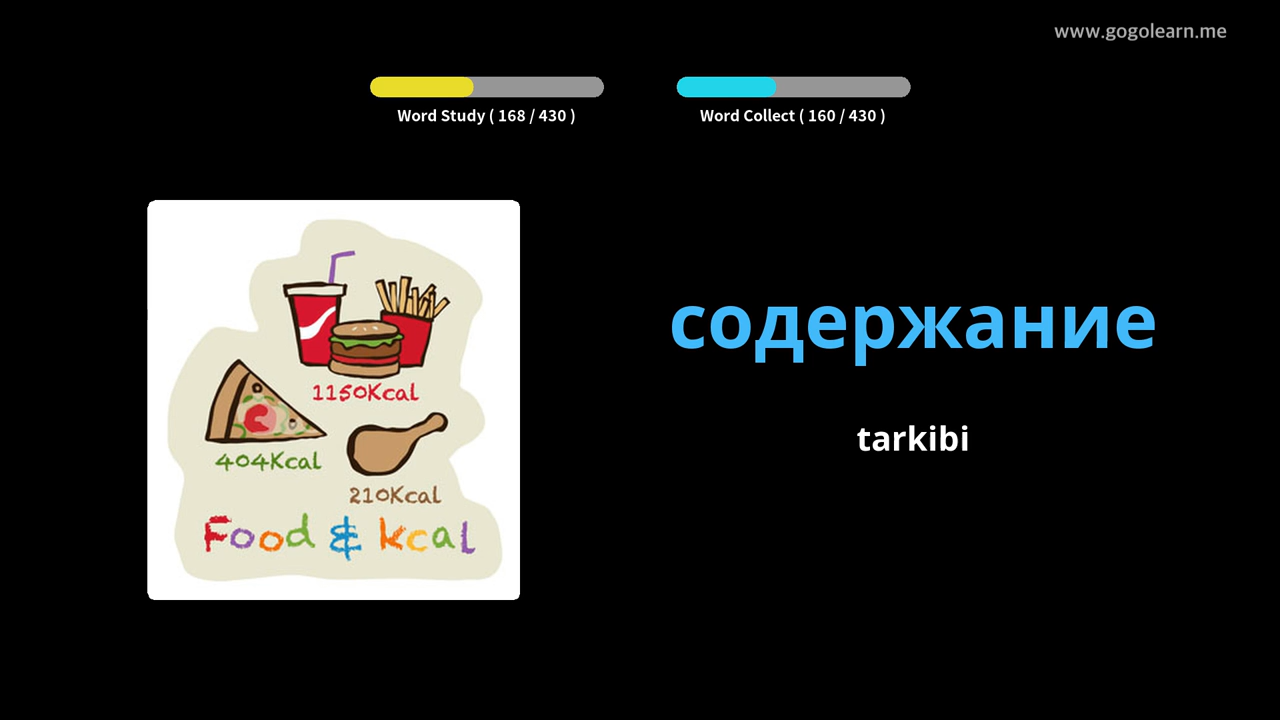 www.gogolearn.me
Word Study ( 168 / 430 )
Word Collect ( 160 / 430 )
1150Kcal
404Kcal
210Kcal
Food & kcal
содержание
tarkibi